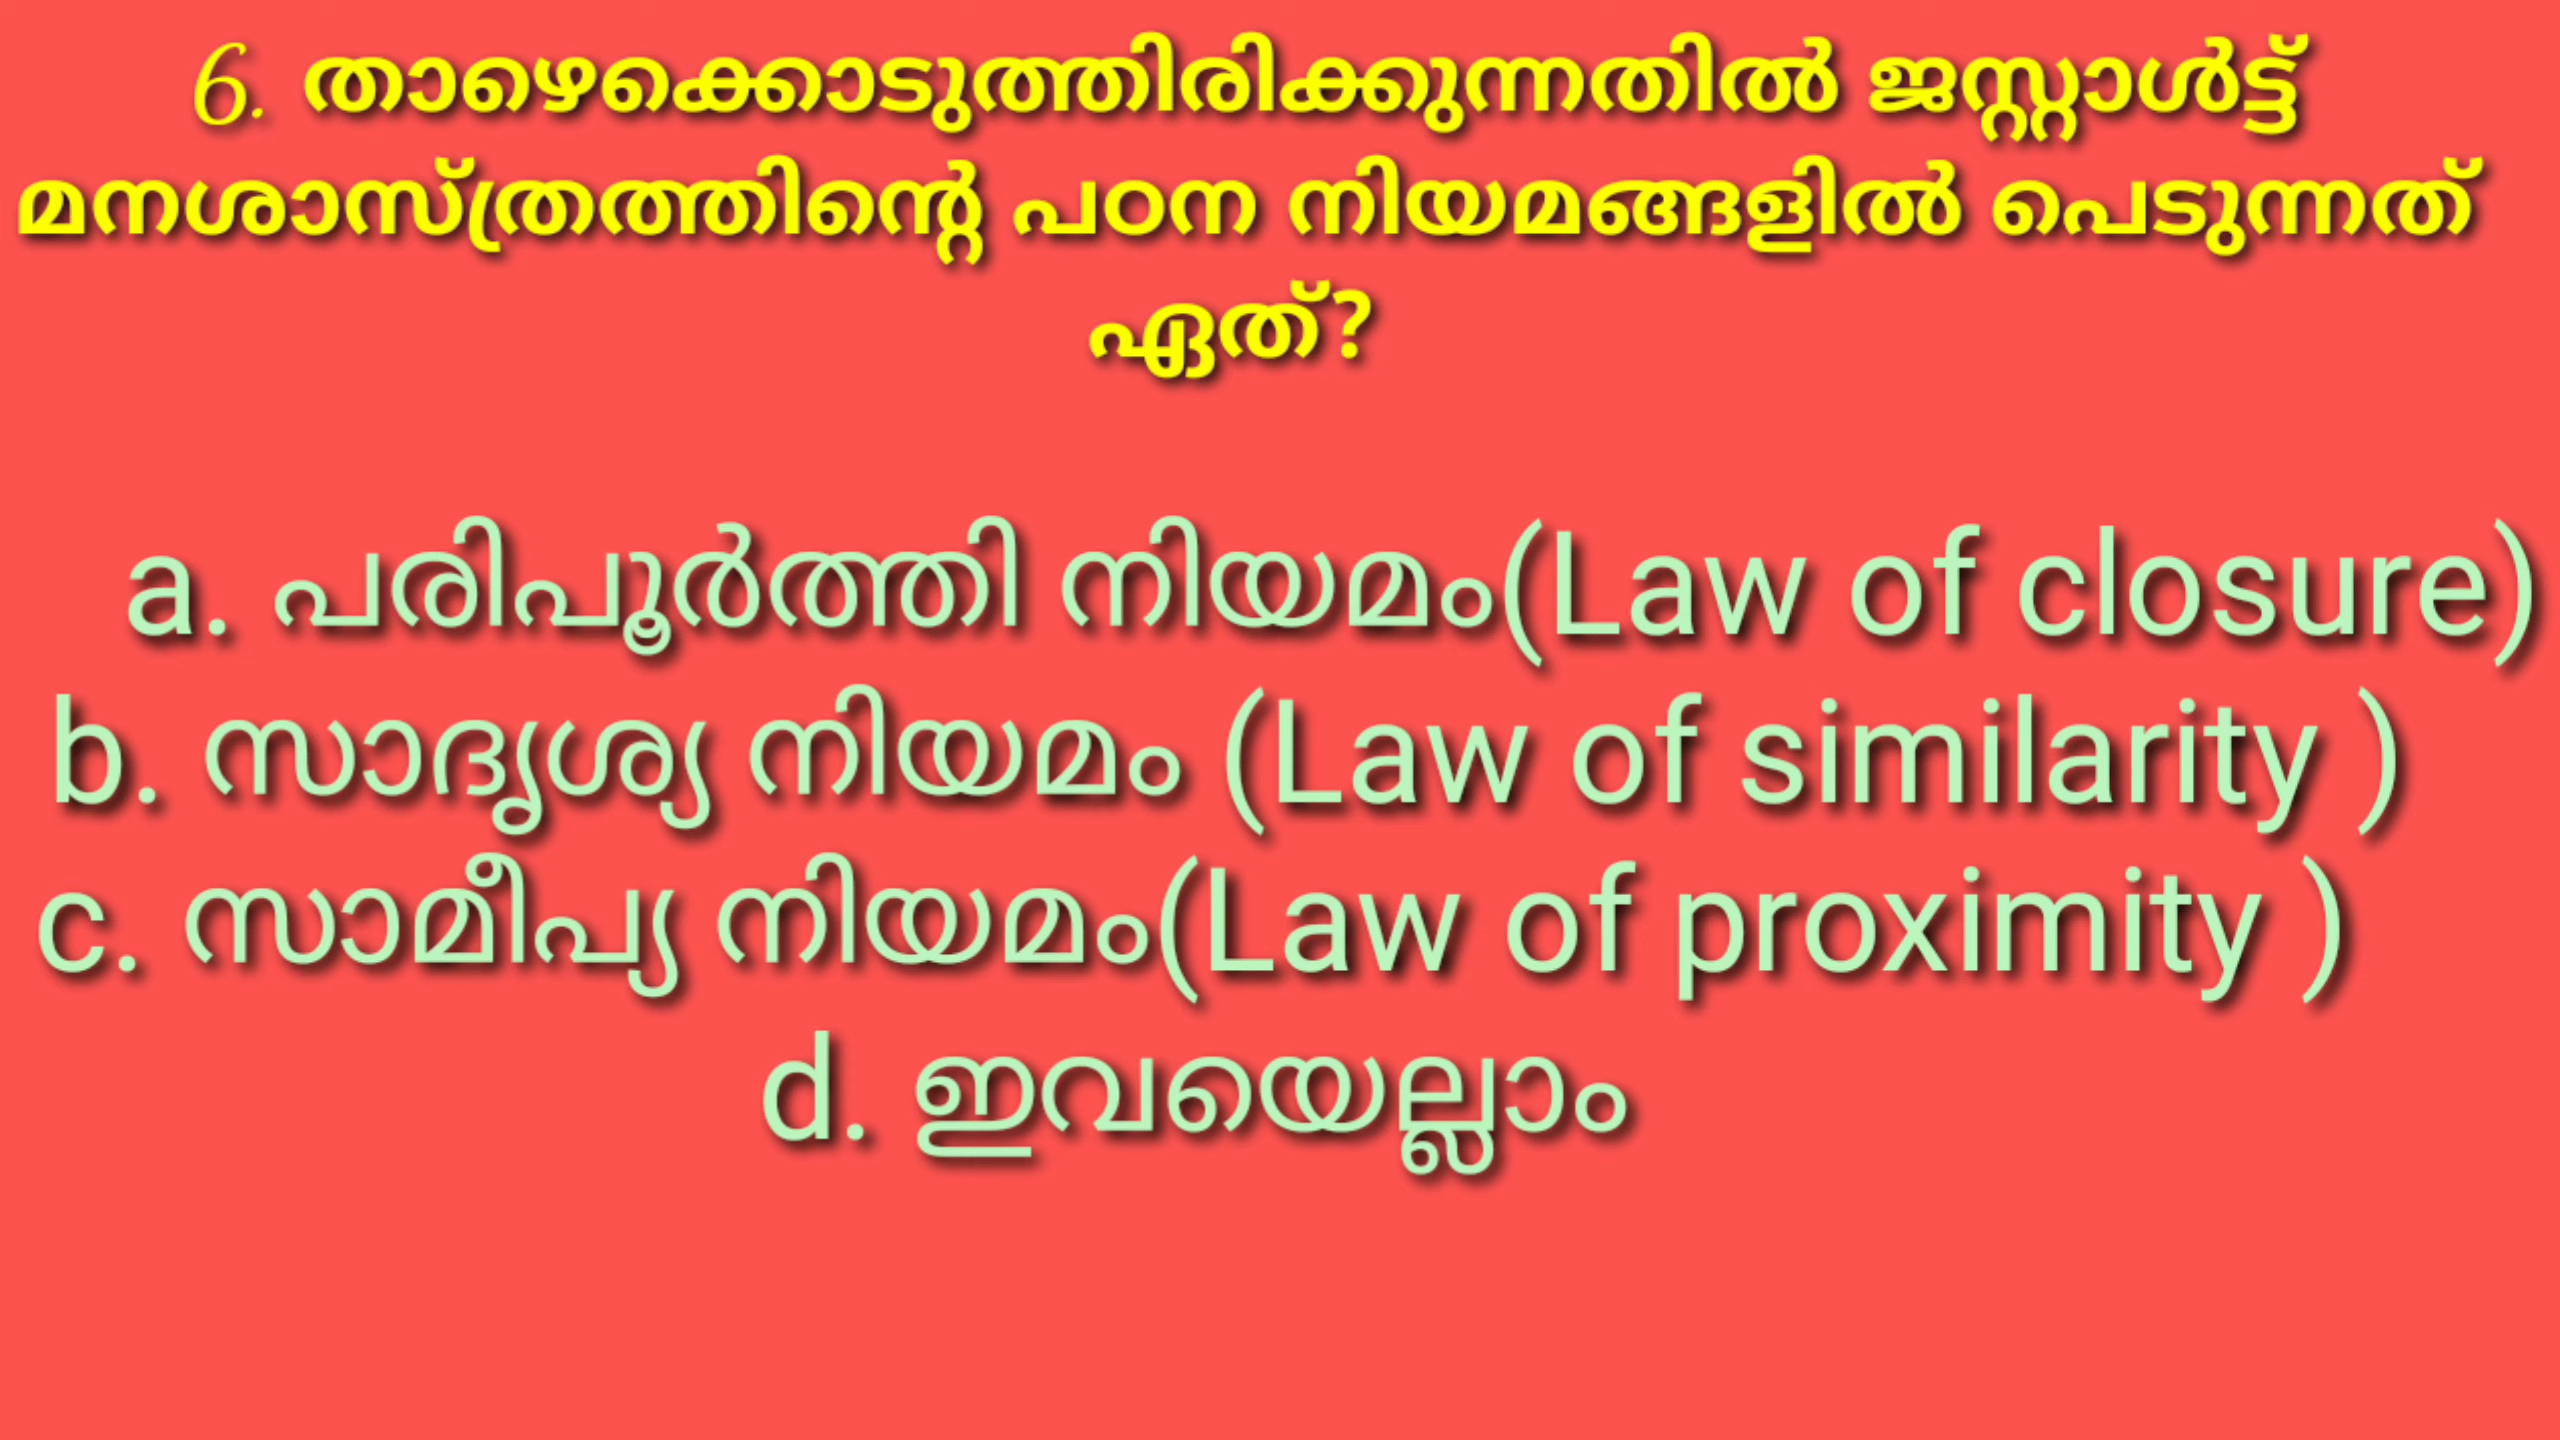 6. താഴെക്കൊടുത്തിരിക്കുന്നതിൽ ജസ്റ്റാൾട്ട്
മനശാസ്ത്രത്തിന്റെ പഠന നിയമങ്ങളിൽ പെടുന്നത്
ഏത്?
a. പരിപൂർത്തി നിയമം(Law of closure)
b. സാദൃശ്യ നിയമം (Law of similarity )
c. സാമീപ്യ നിയമം(Law of proximity )
d. ഇവയെല്ലാം